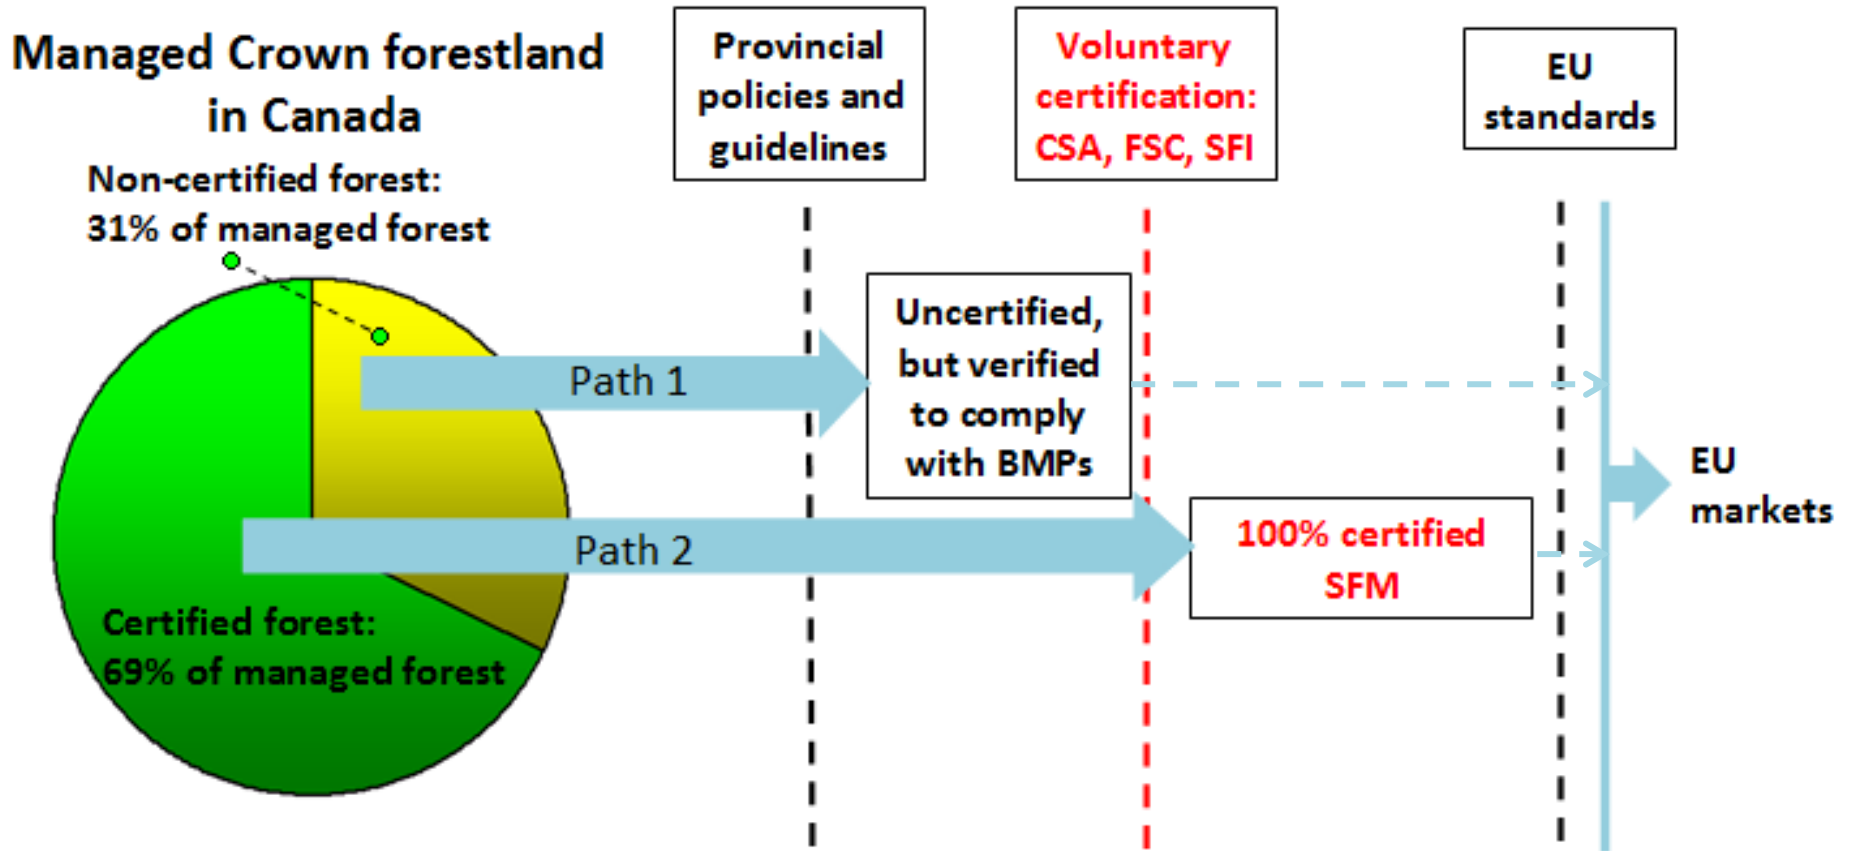 Managed Crown forestland
in Canada
Non-certified forest:
31% of managed forest
Certified forest:
69% of managed forest
Provincial
policies and
guidelines
Voluntary
certification:
CSA, FSC, SFI
EU
standards
Path 1
Uncertified,
but verified
to comply
with BMPs
Path 2
100% certified
SFM
EU
markets